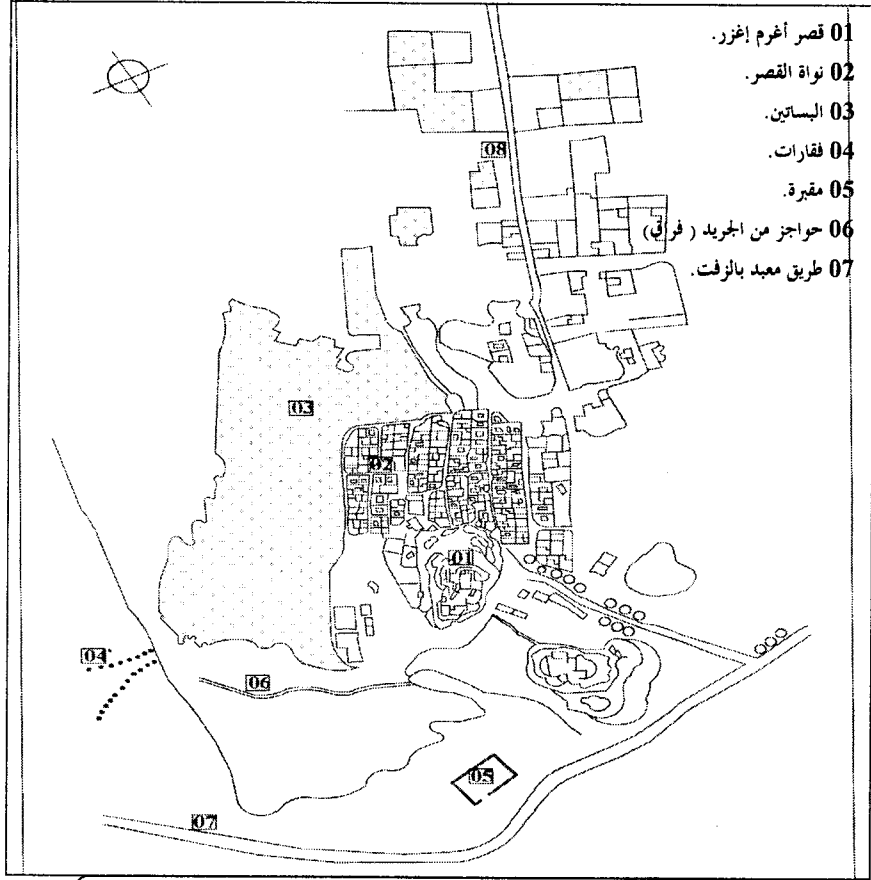 01 قصر أغرم إغزر.
02 نواة القصر.
03 البساتين.
04 فقارات.
05 مقبرة.
06 حواجز من الجريد ( فراق)
07 طريق معبد بالزفت.
08
03
02
01
04
06
05
07